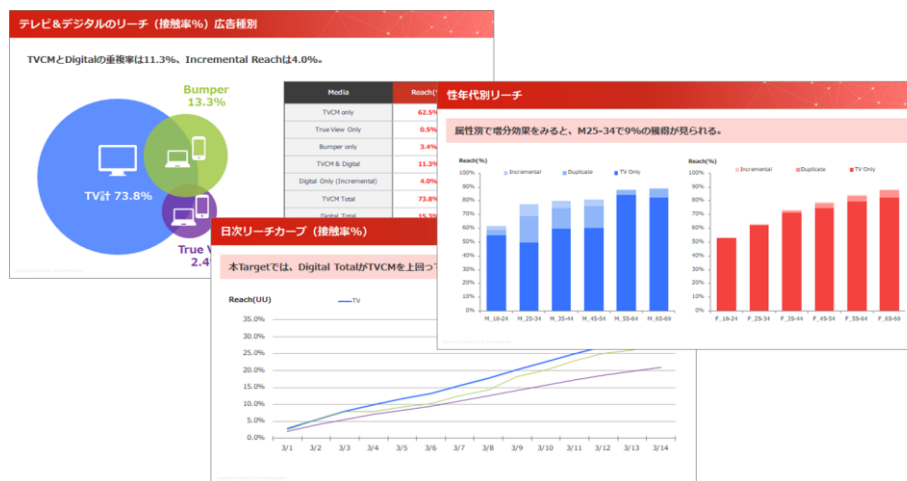 テレビ&デジタルのリーチ（接触率%）広告種別
TVCMとDigitalの重複率は11.3%、Incremental Reachは4.0%。
Bumper
13.3%
TV計 73.8%
True V
2.4
Media
Reach(
TVCM only
62.5%
True View Only
0.5%
Bumper only
3.4%
TVCM & Digital
11.3%
Digital Only (Incremental)
4.0%
TVCM Total
73.8%
Digital Total
15.3%
性年代別リーチ
属性別で増分効果をみると、M25-34で9%の獲得が見られる。
Reach(%)
Incremental
Duplicate
TV Only
100%
90%
80%
70%
60%
50%
40%
30%
20%
10%
0%
M_18-24
M_25-34
M_35-44
M_45-54
M_55-64
M_65-69
Reach(%)
Incremental
Duplicate
TV Only
100%
90%
80%
70%
60%
50%
40%
30%
20%
10%
0%
F_18-24
F_25-34
F_35-44
F_45-54
F_55-64
F_65-69
日次リーチカーブ（接触率%）
本Targetでは、Digital TotalがTVCMを上回っ
Reach(UU)
TV
35.0%
30.0%
25.0%
20.0%
15.0%
10.0%
5.0%
0.0%
3/1
3/2
3/3
3/4
3/5
3/6
3/7
3/8
3/9
3/10
3/11
3/12
3/13
3/14